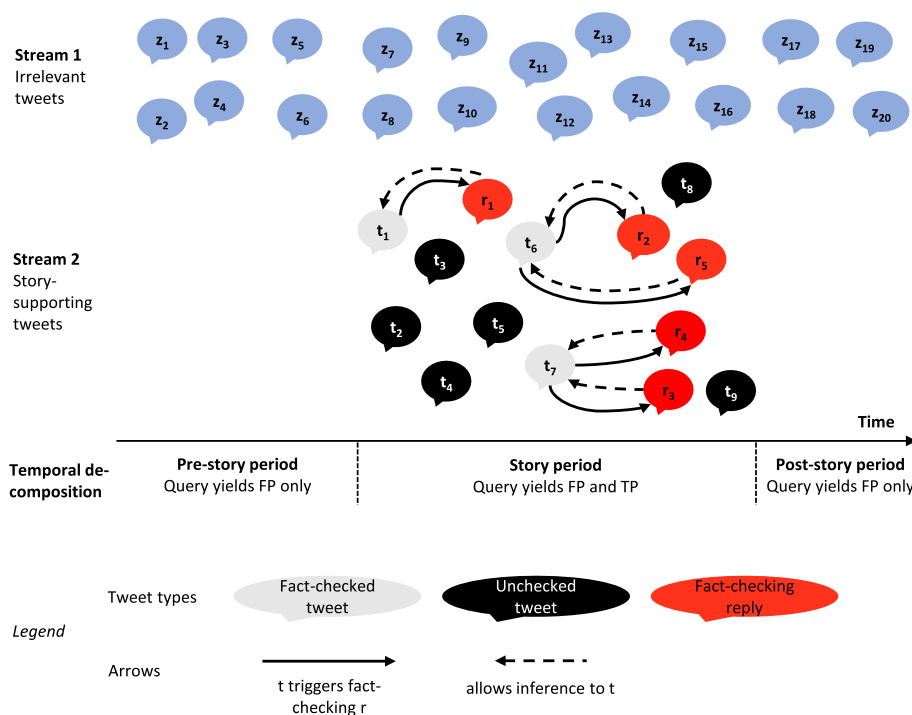 Stream 1
Irrelevant
tweets
z1 z3 z5 z7 z9 z11 z13 z15 z17 z19
z2 z4 z6 z8 z10 z12 z14 z16 z18 z20
Stream 2
Story-
supporting
tweets
t8
r1
t1 t6 r2
t3 r5
t2 t5 r4
t7
t4 r3 t9
Time
Temporal de-
composition
Pre-story period
Query yields FP only
Story period
Query yields FP and TP
Post-story period
Query yields FP only
Legend
Tweet types
Fact-checked
tweet
Unchecked
tweet
Fact-checking
reply
Arrows
t triggers fact-
checking r
allows inference to t